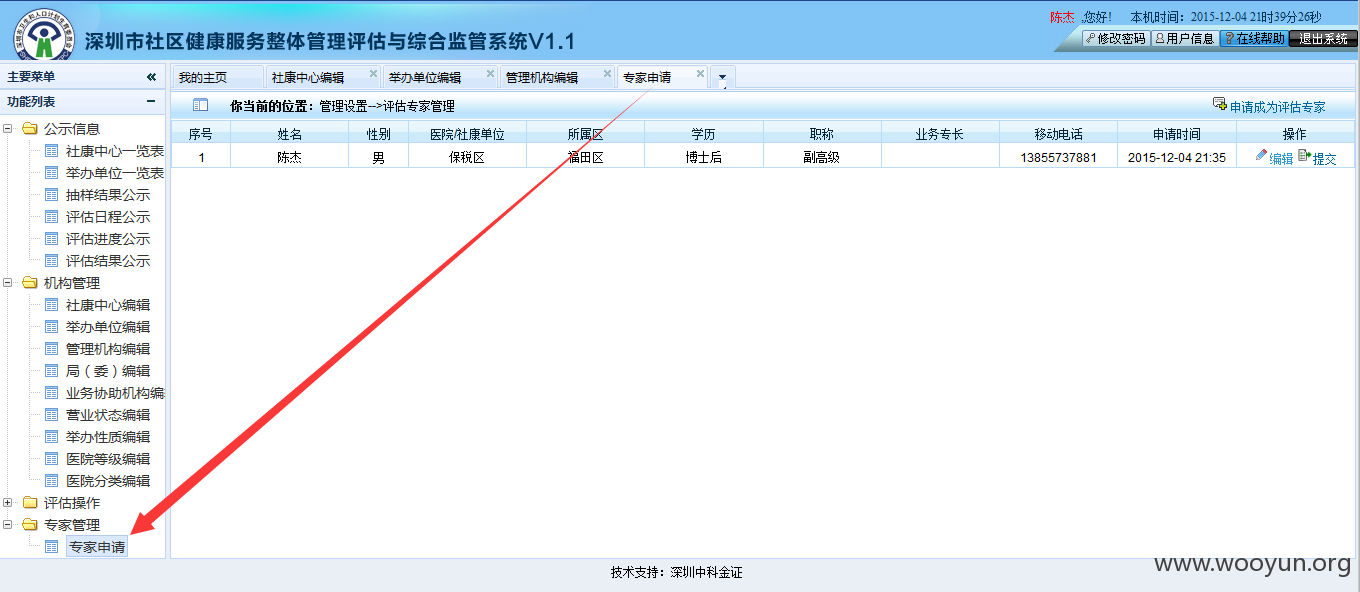 陈杰 ,您好! 本机时间：2015-12-04 21时39分26秒
深圳市社区健康服务整体管理评估与综合监管系统V1.1
修改密码 用户信息 在线帮助 退出系统
主要菜单 «
我的主页 社康中心编辑 举办单位编辑 管理机构编辑 专家申请
功能列表
你当前的位置：管理设置-->评估专家管理
申请成为评估专家
序号 姓名 性别 医院/社康单位 所属区 学历 职称 业务专长 移动电话 申请时间 操作
1 陈杰 男 保税区 福田区 博士后 副高级 13855737881 2015-12-04 21:35 编辑 提交
公示信息
社康中心一览表
举办单位一览表
抽样结果公示
评估日程公示
评估进度公示
评估结果公示
机构管理
社康中心编辑
举办单位编辑
管理机构编辑
局（委）编辑
业务协助机构编
营业状态编辑
举办性质编辑
医院等级编辑
医院分类编辑
评估操作
专家管理
专家申请
www.wooyun.org
技术支持：深圳中科金证